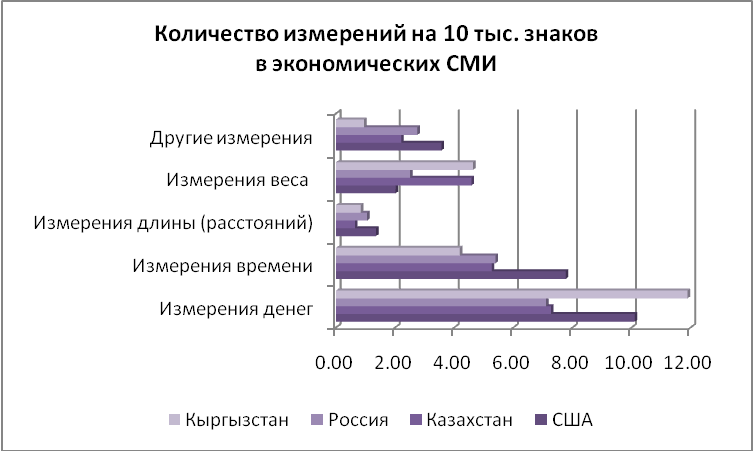 Количество измерений на 10 тыс. знаков
в экономических СМИ
Другие измерения
Измерения веса
Измерения длины (расстояний)
Измерения времени
Измерения денег
0.00 2.00 4.00 6.00 8.00 10.00 12.00
Кыргызстан Россия Казахстан США